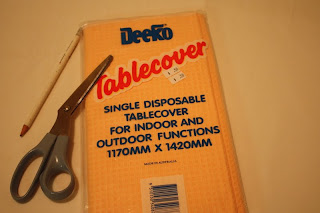 Deeko
Tablecover
SINGLE DISPOSABLE
TABLECOVER
FOR INDOOR AND
OUTDOOR FUNCTIONS
1170MM X 1420MM